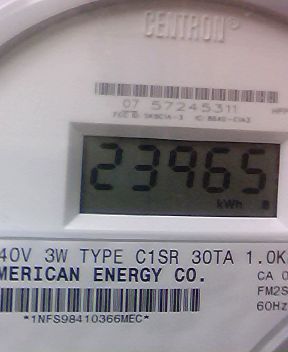 CENTRON®
07 57245311
23965
kWh
40V 3W TYPE C1SR 30TA 1.0K
MERICAN ENERGY CO.
CA 0
FM2S
60Hz
*1NFS98410366MEC*